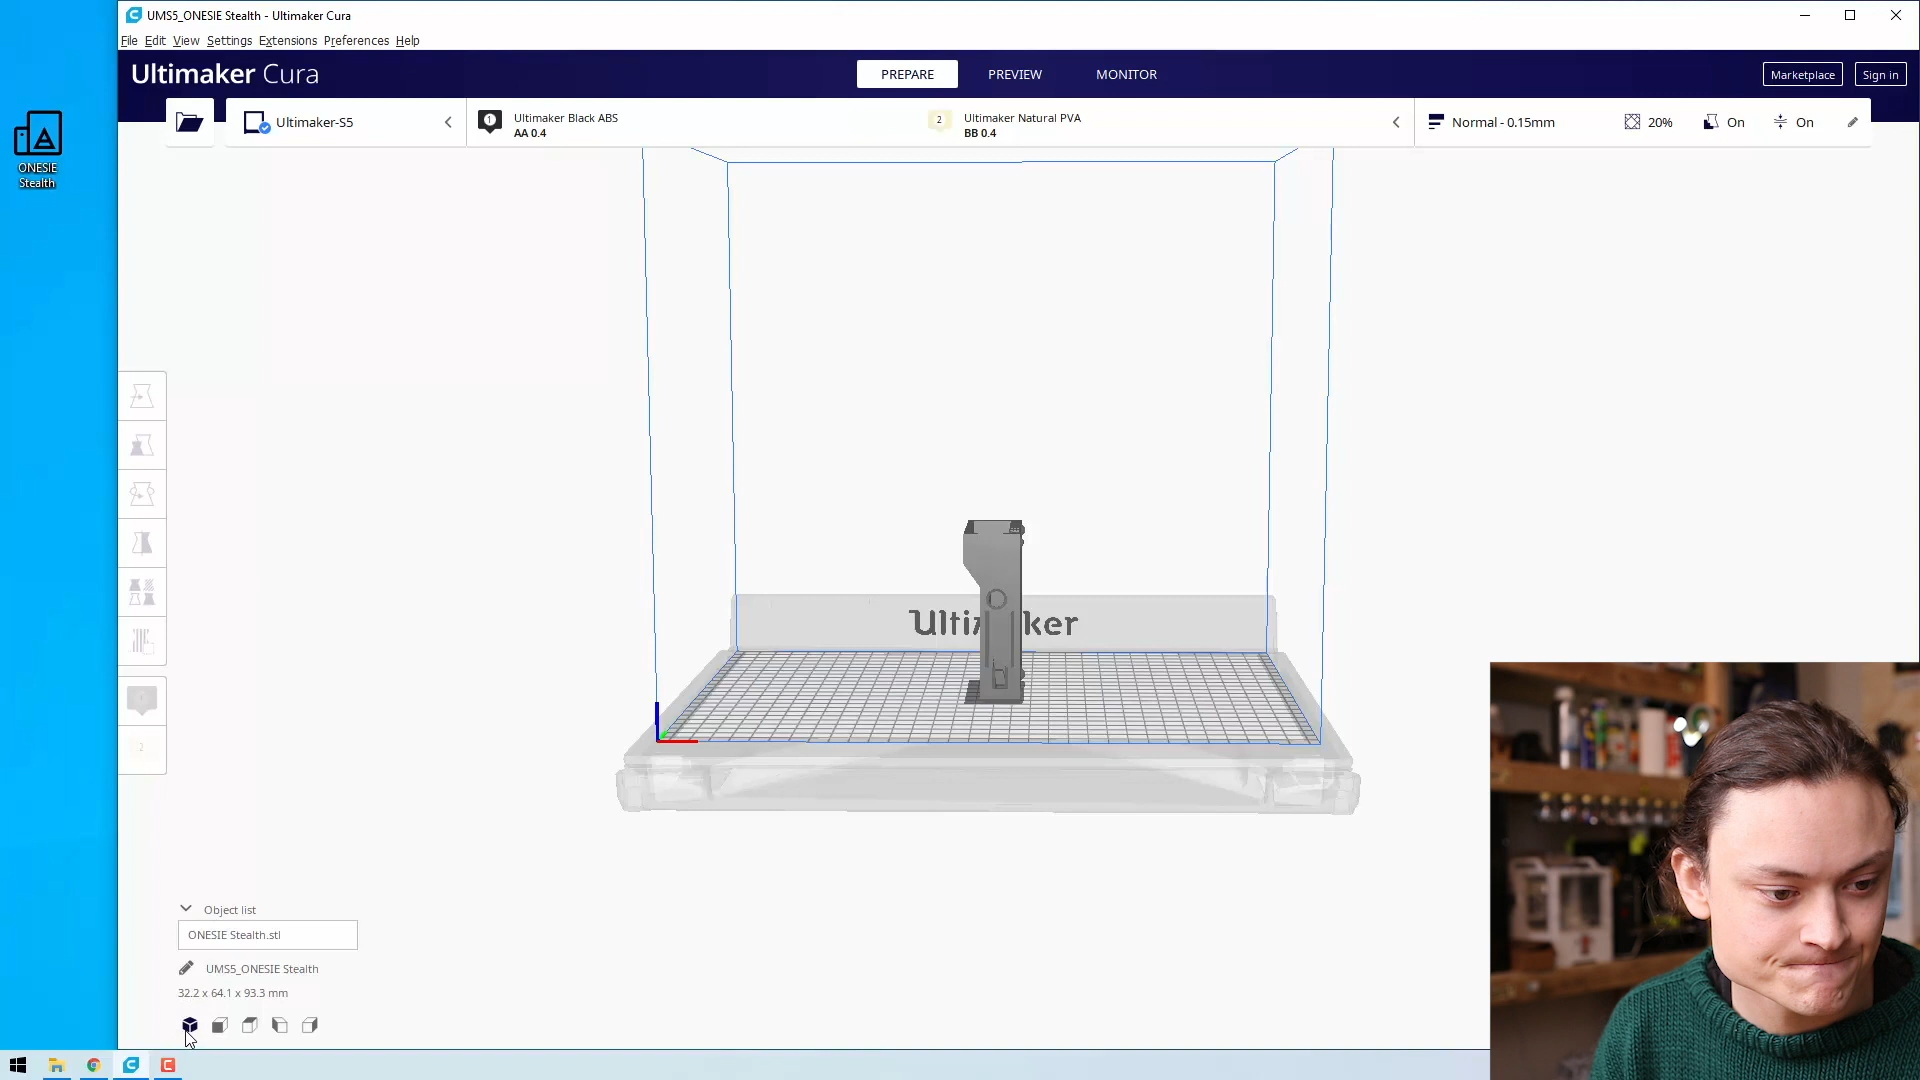 UMS5_ONESIE Stealth - Ultimaker Cura
File Edit View Settings Extensions Preferences Help
Ultimaker Cura
PREPARE
PREVIEW
MONITOR
Marketplace
Sign in
Ultimaker-S5
1
Ultimaker Black ABS
AA 0.4
2
Ultimaker Natural PVA
BB 0.4
Normal - 0.15mm
20%
On
On
ONESIE
Stealth
2
Object list
ONESIE Stealth.stl
UMS5_ONESIE Stealth
32.2 x 64.1 x 93.3 mm